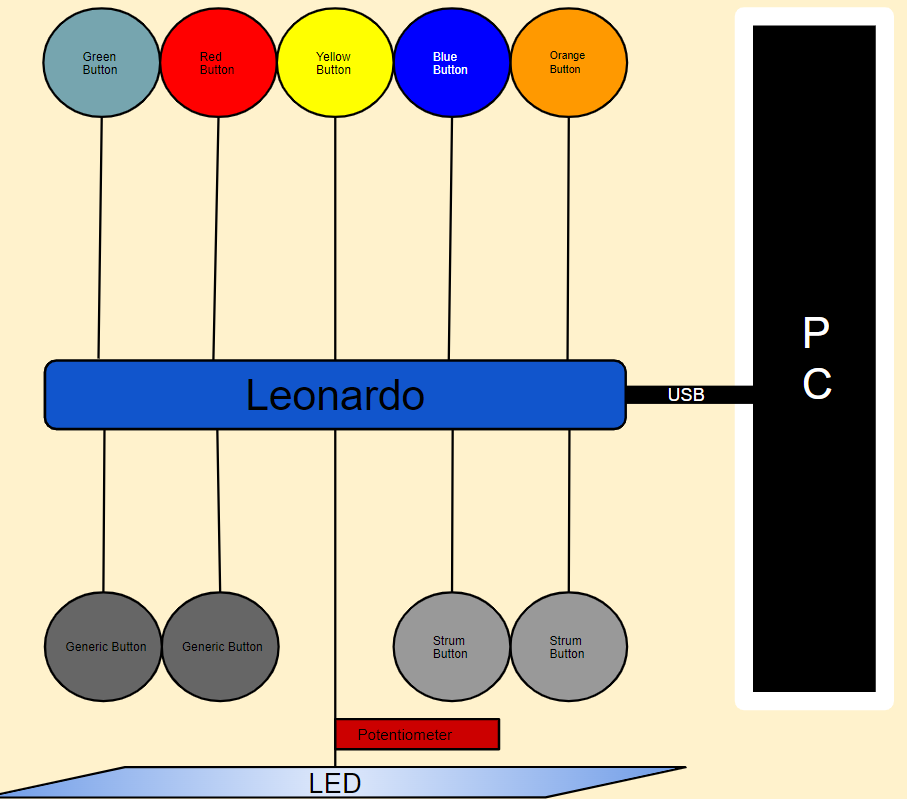 Green
Button
Red
Button
Yellow
Button
Blue
Button
Orange
Button
Leonardo
USB
P
C
Generic Button
Generic Button
Strum
Button
Strum
Button
Potentiometer
LED